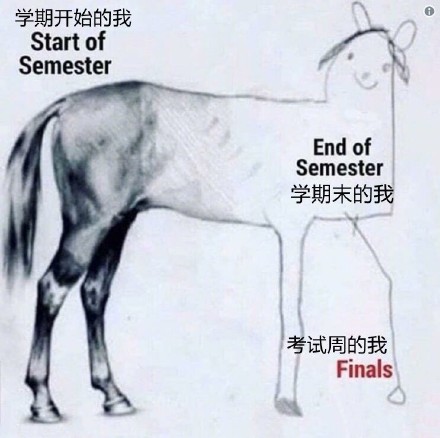 学期开始的我
Start of
Semester
End of
Semester
学期末的我
考试周的我
Finals